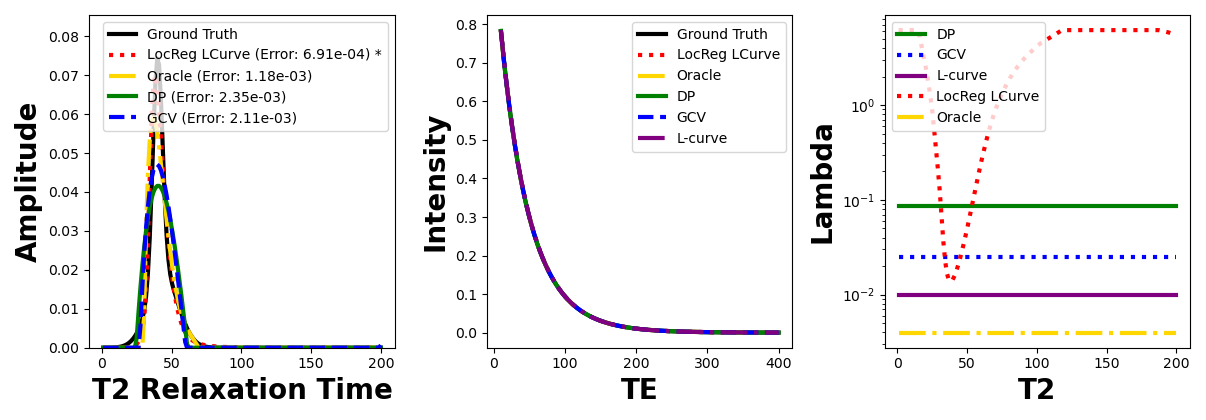 0.08
0.07
0.06
0.05
0.04
0.03
0.02
0.01
0.00
Amplitude
Ground Truth
LocReg LCurve (Error: 6.91e-04) *
Oracle (Error: 1.18e-03)
DP (Error: 2.35e-03)
GCV (Error: 2.11e-03)
0 50 100 150 200
T2 Relaxation Time
0.8
0.7
0.6
0.5
0.4
0.3
0.2
0.1
0.0
Intensity
Ground Truth
LocReg LCurve
Oracle
DP
GCV
L-curve
0 100 200 300 400
TE
10⁰
10⁻¹
10⁻²
Lambda
DP
GCV
L-curve
LocReg LCurve
Oracle
0 50 100 150 200
T2